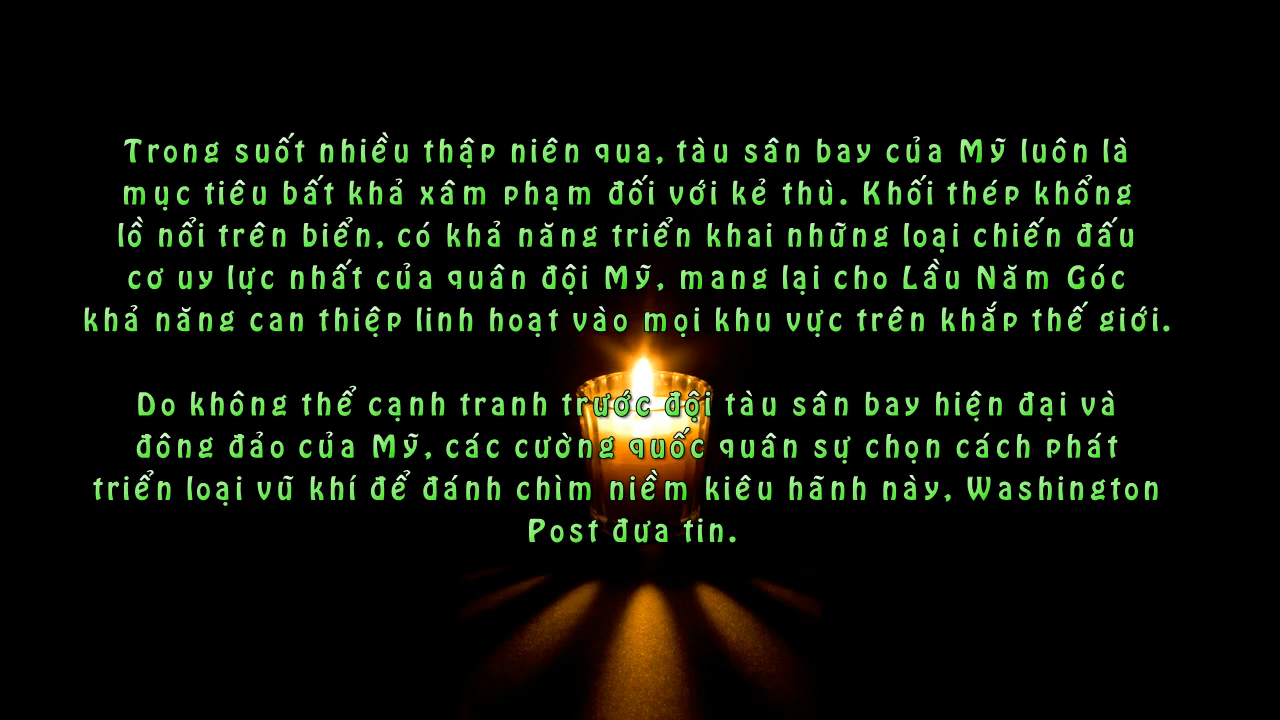 Trong suốt nhiều thập niên qua, tàu sân bay của Mỹ luôn là
mục tiêu bất khả xâm phạm đối với kẻ thù. Khối thép khổng
lồ nổi trên biển, có khả năng triển khai những loại chiến đấu
cơ uy lực nhất của quân đội Mỹ, mang lại cho Lầu Năm Góc
khả năng can thiệp linh hoạt vào mọi khu vực trên khắp thế giới.
Do không thể cạnh tranh trước đội tàu sân bay hiện đại và
đông đảo của Mỹ, các cường quốc quân sự chọn cách phát
triển loại vũ khí để đánh chìm niềm kiêu hãnh này, Washington
Post đưa tin.